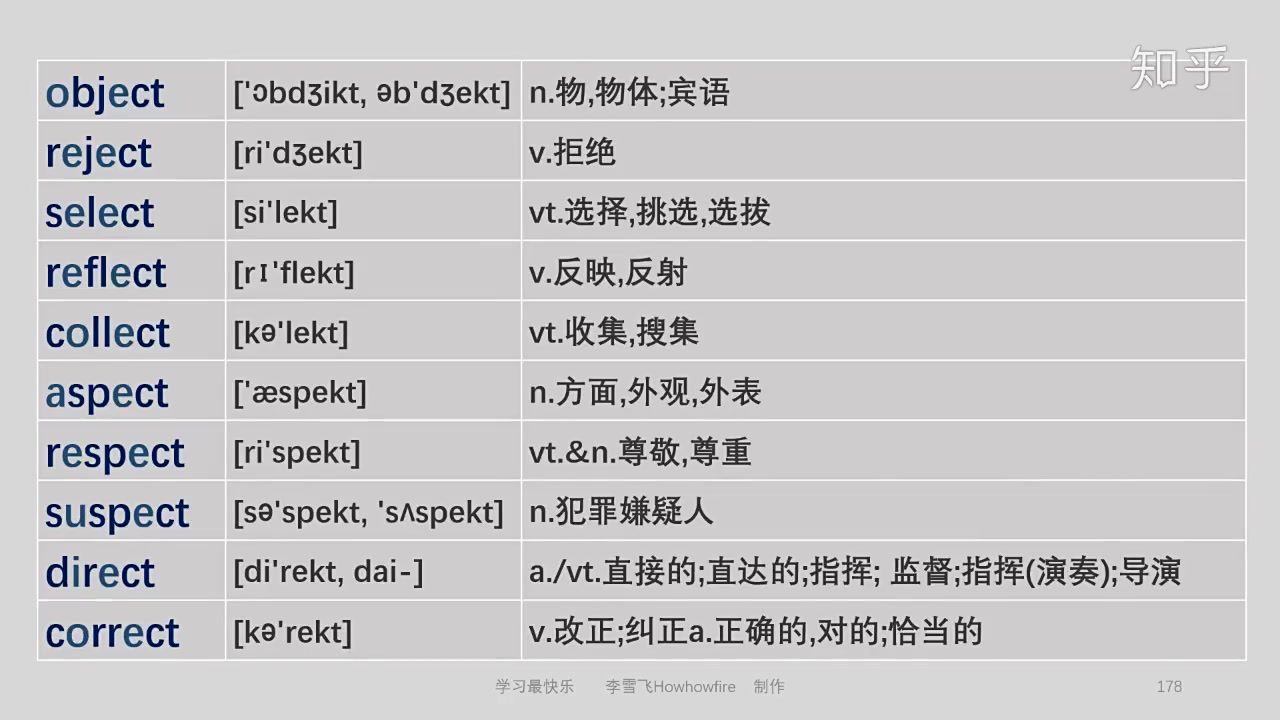 知乎
object ['ɔbdʒikt, əb'dʒekt] n.物,物体;宾语
reject [ri'dʒekt] v.拒绝
select [si'lekt] vt.选择,挑选,选拔
reflect [rɪ'flekt] v.反映,反射
collect [kə'lekt] vt.收集,搜集
aspect ['æspekt] n.方面,外观,外表
respect [ri'spekt] vt.&n.尊敬,尊重
suspect [sə'spekt, 'sʌspekt] n.犯罪嫌疑人
direct [di'rekt, dai-] a./vt.直接的;直达的;指挥; 监督;指挥(演奏);导演
correct [kə'rekt] v.改正;纠正a.正确的,对的;恰当的
学习最快乐 李雪飞Howhowfire 制作 178